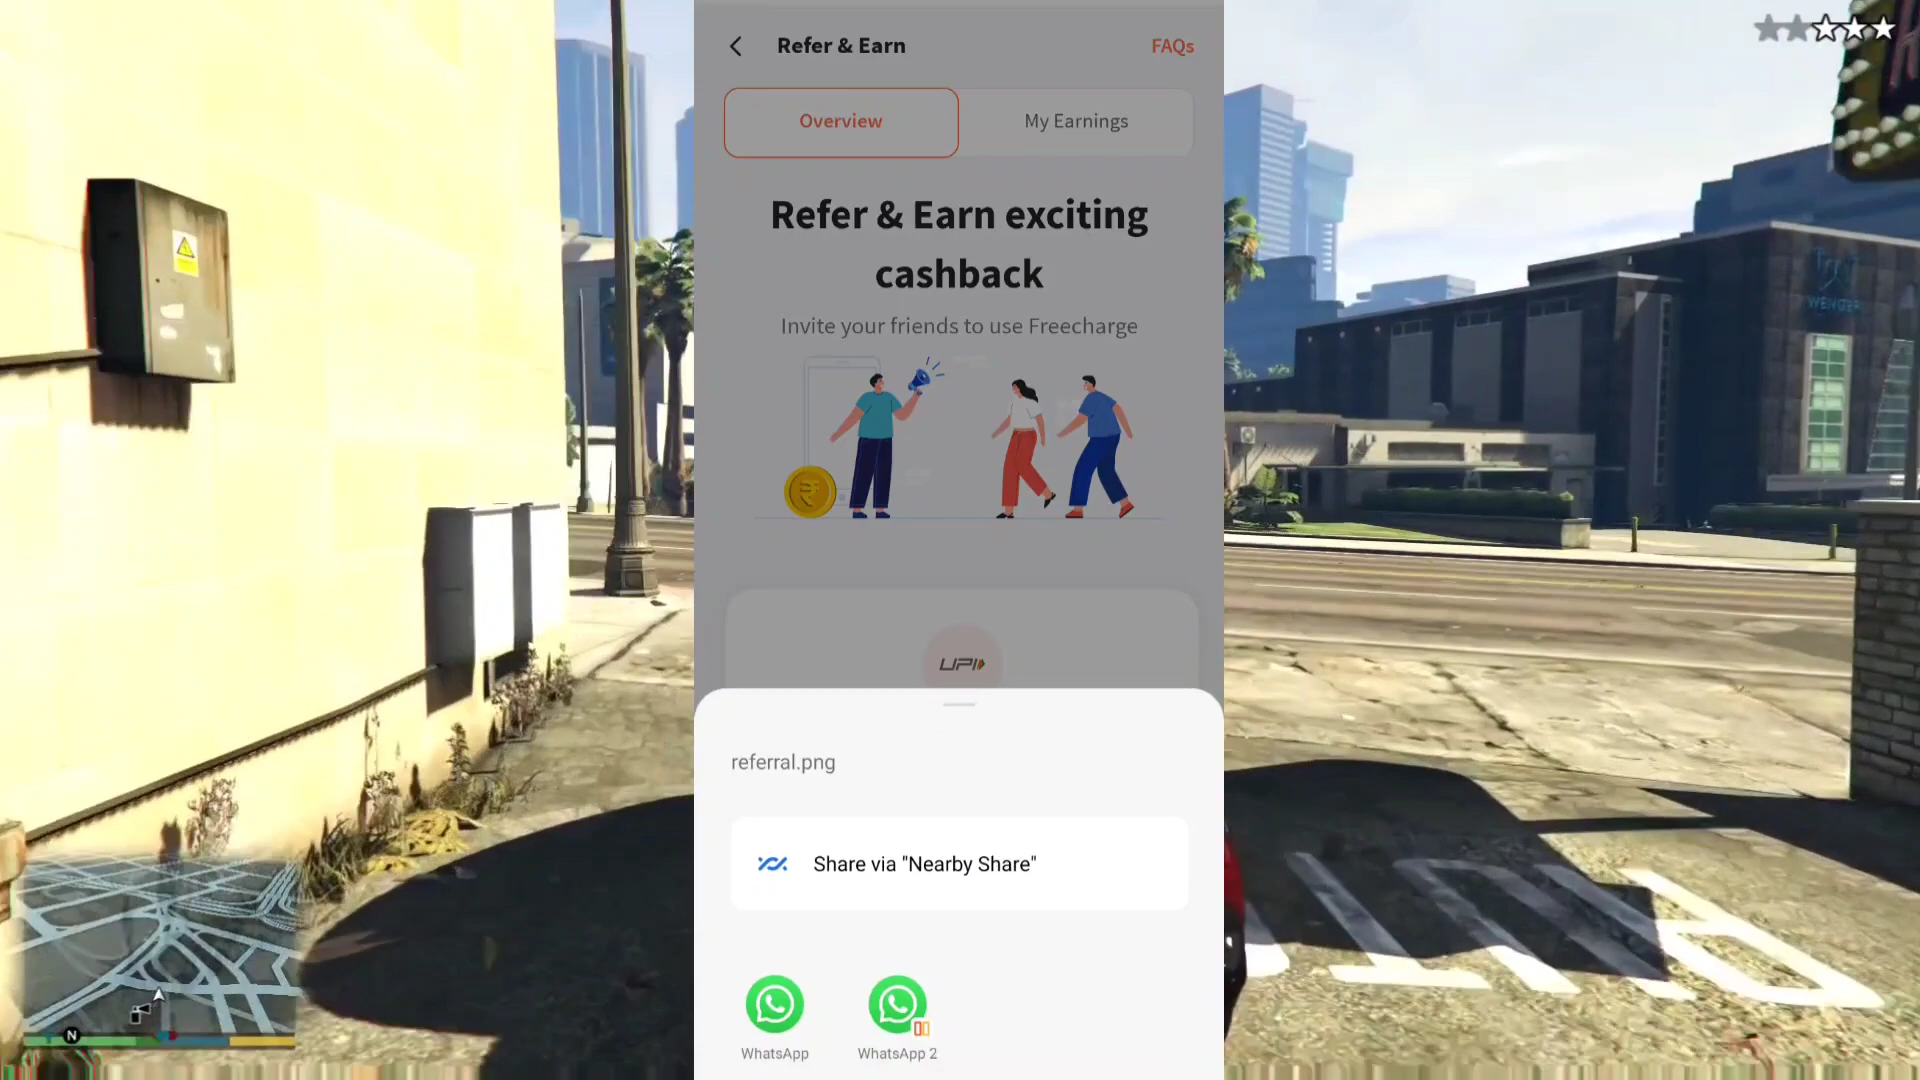 Refer & Earn
FAQs
Overview
My Earnings
Refer & Earn exciting
cashback
Invite your friends to use Freecharge
UPI
referral.png
Share via "Nearby Share"
WhatsApp
WhatsApp 2
WENGER
N